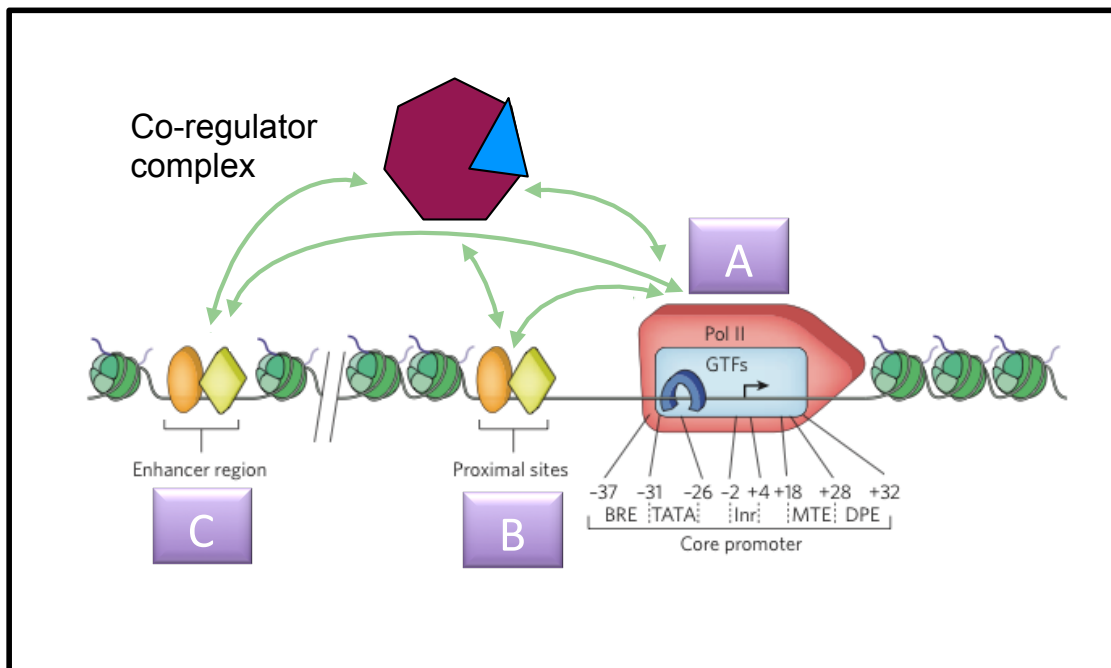 Co-regulator
complex
A
Pol II
GTFs
Enhancer region
Proximal sites
C
B
-37 -31 -26 -2 +4 +18 +28 +32
BRE TATA Inr MTE DPE
Core promoter